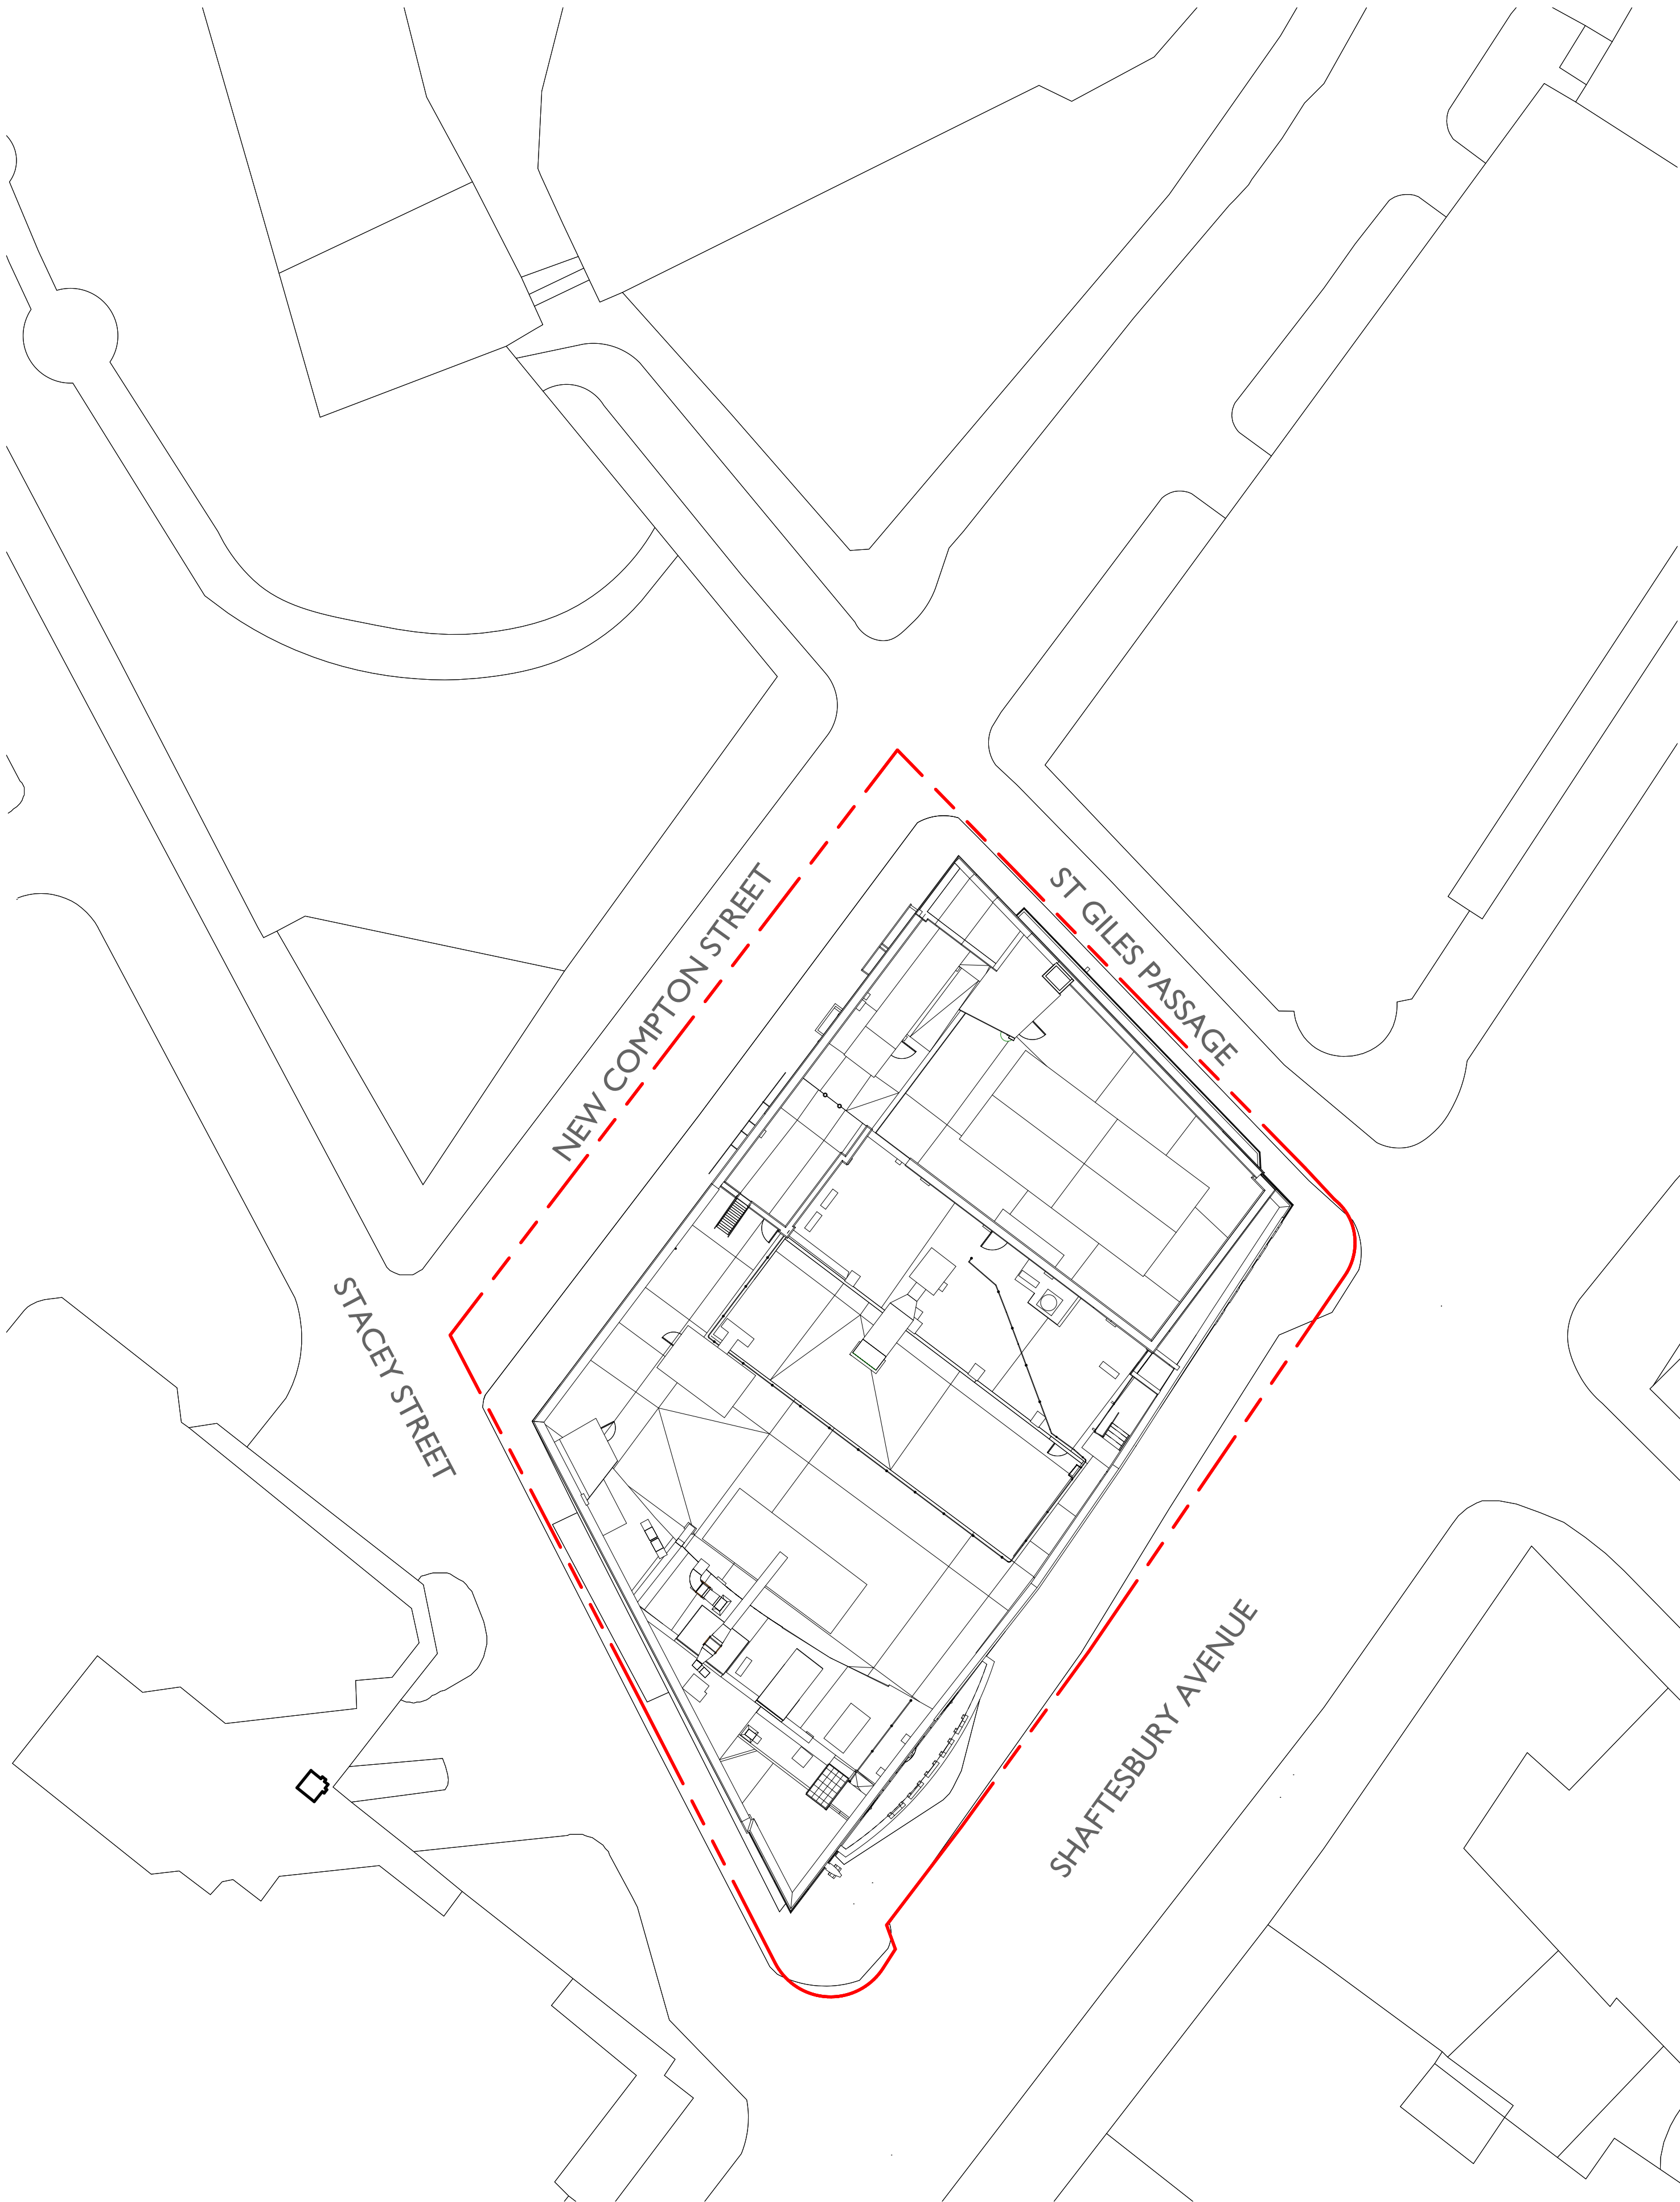 NEW COMPTON STREET
ST GILES PASSAGE
STACEY STREET
SHAFTESBURY AVENUE